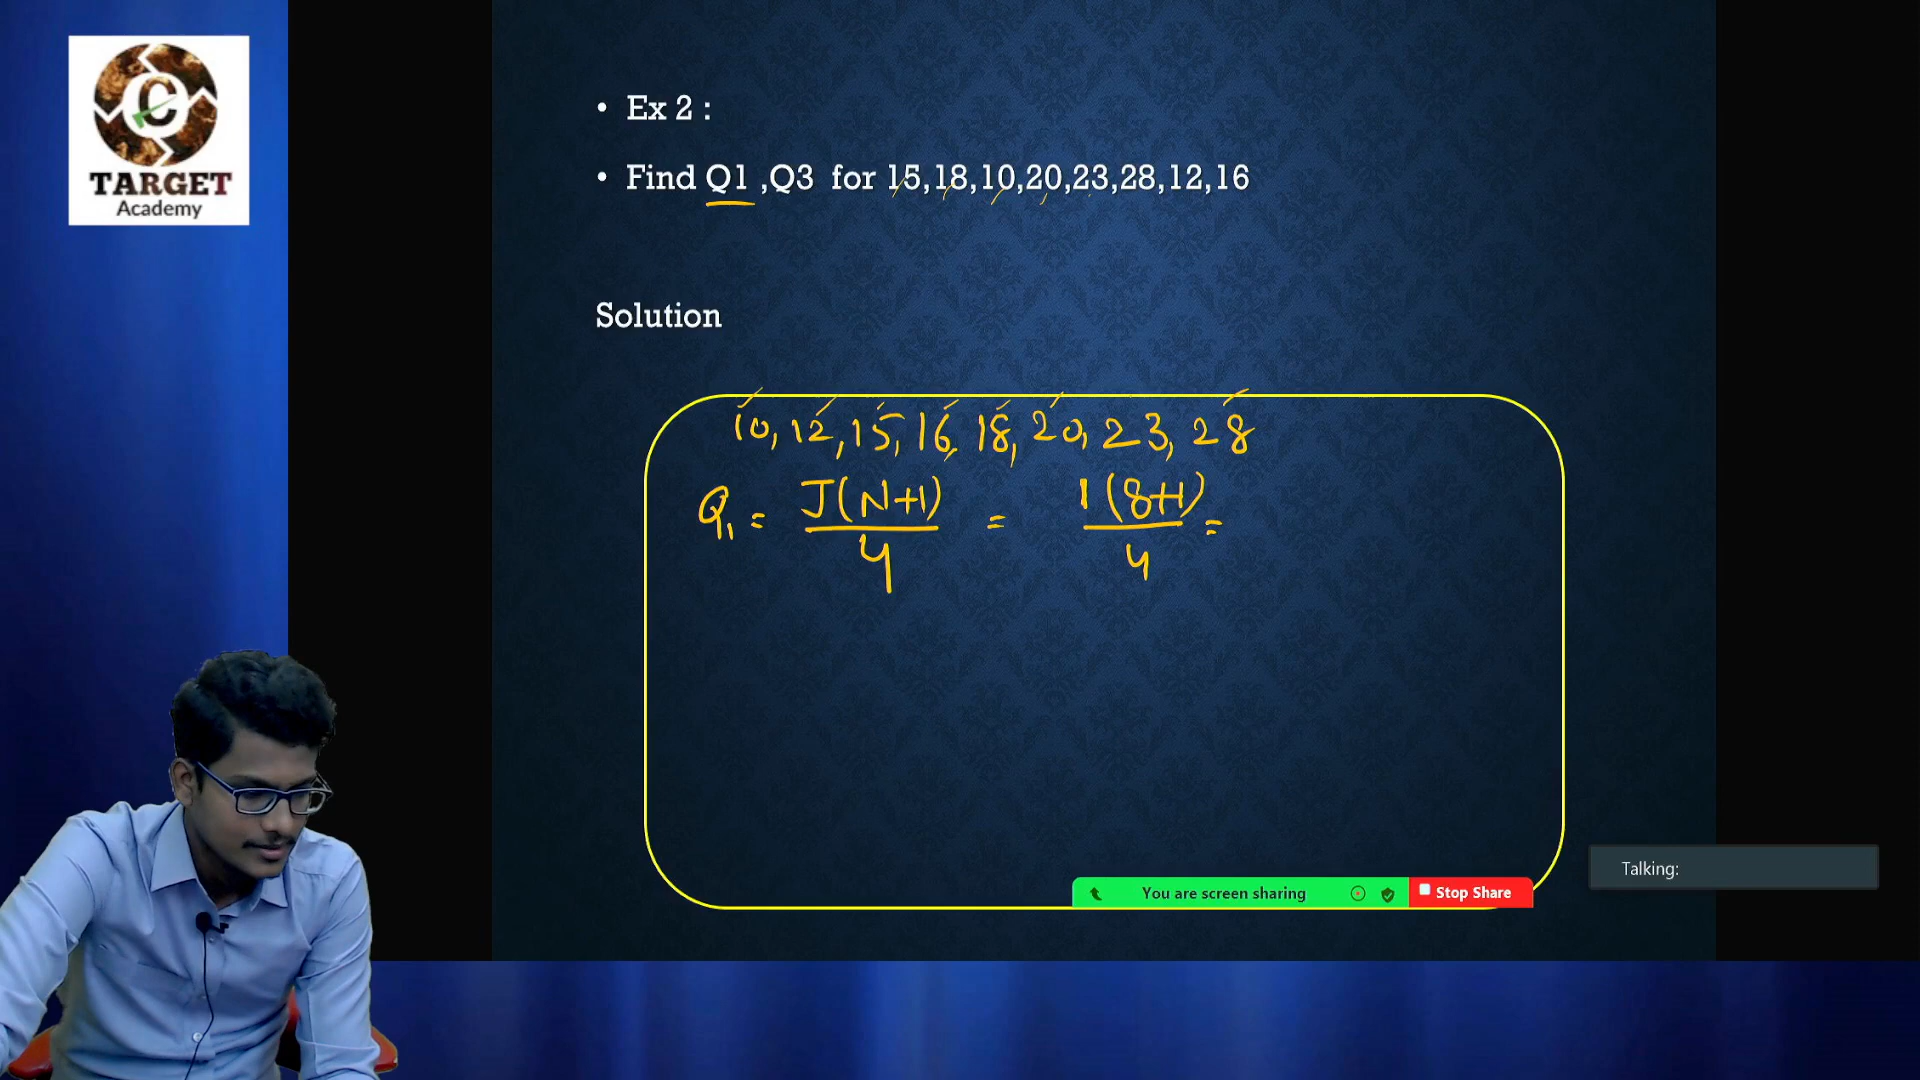 TARGET
Academy
• Ex 2 :
• Find Q1 ,Q3 for 15,18,10,20,23,28,12,16
Solution
10, 12, 15, 16, 18, 20, 23, 28
Q1 = J(N+1)/4 = 1(8+1)/4 =
Talking:
You are screen sharing
Stop Share